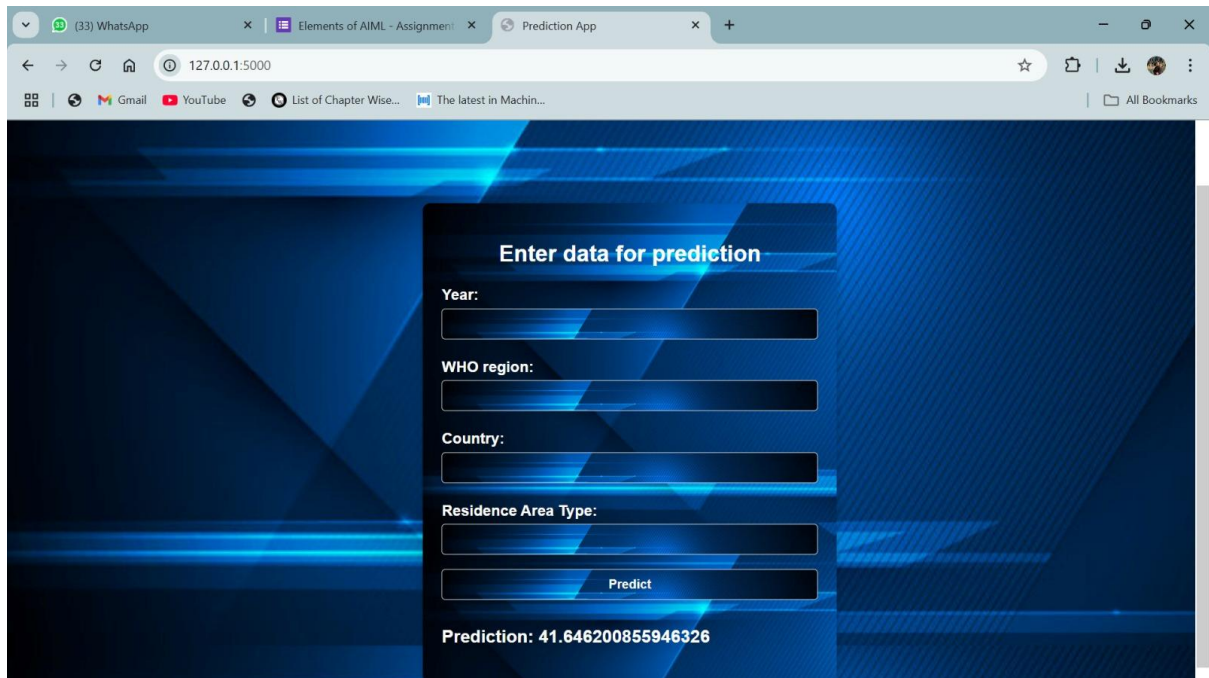 (33) WhatsApp
Elements of AIML - Assignment
Prediction App
127.0.0.1:5000
Gmail
YouTube
List of Chapter Wise...
The latest in Machin...
All Bookmarks
Enter data for prediction
Year:
WHO region:
Country:
Residence Area Type:
Predict
Prediction: 41.646200855946326